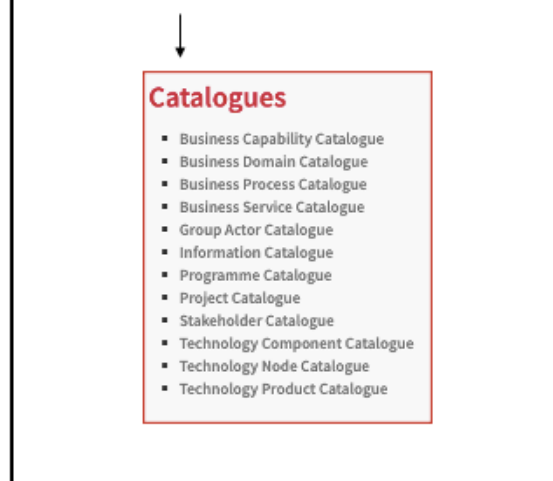 Catalogues
Business Capability Catalogue
Business Domain Catalogue
Business Process Catalogue
Business Service Catalogue
Group Actor Catalogue
Information Catalogue
Programme Catalogue
Project Catalogue
Stakeholder Catalogue
Technology Component Catalogue
Technology Node Catalogue
Technology Product Catalogue